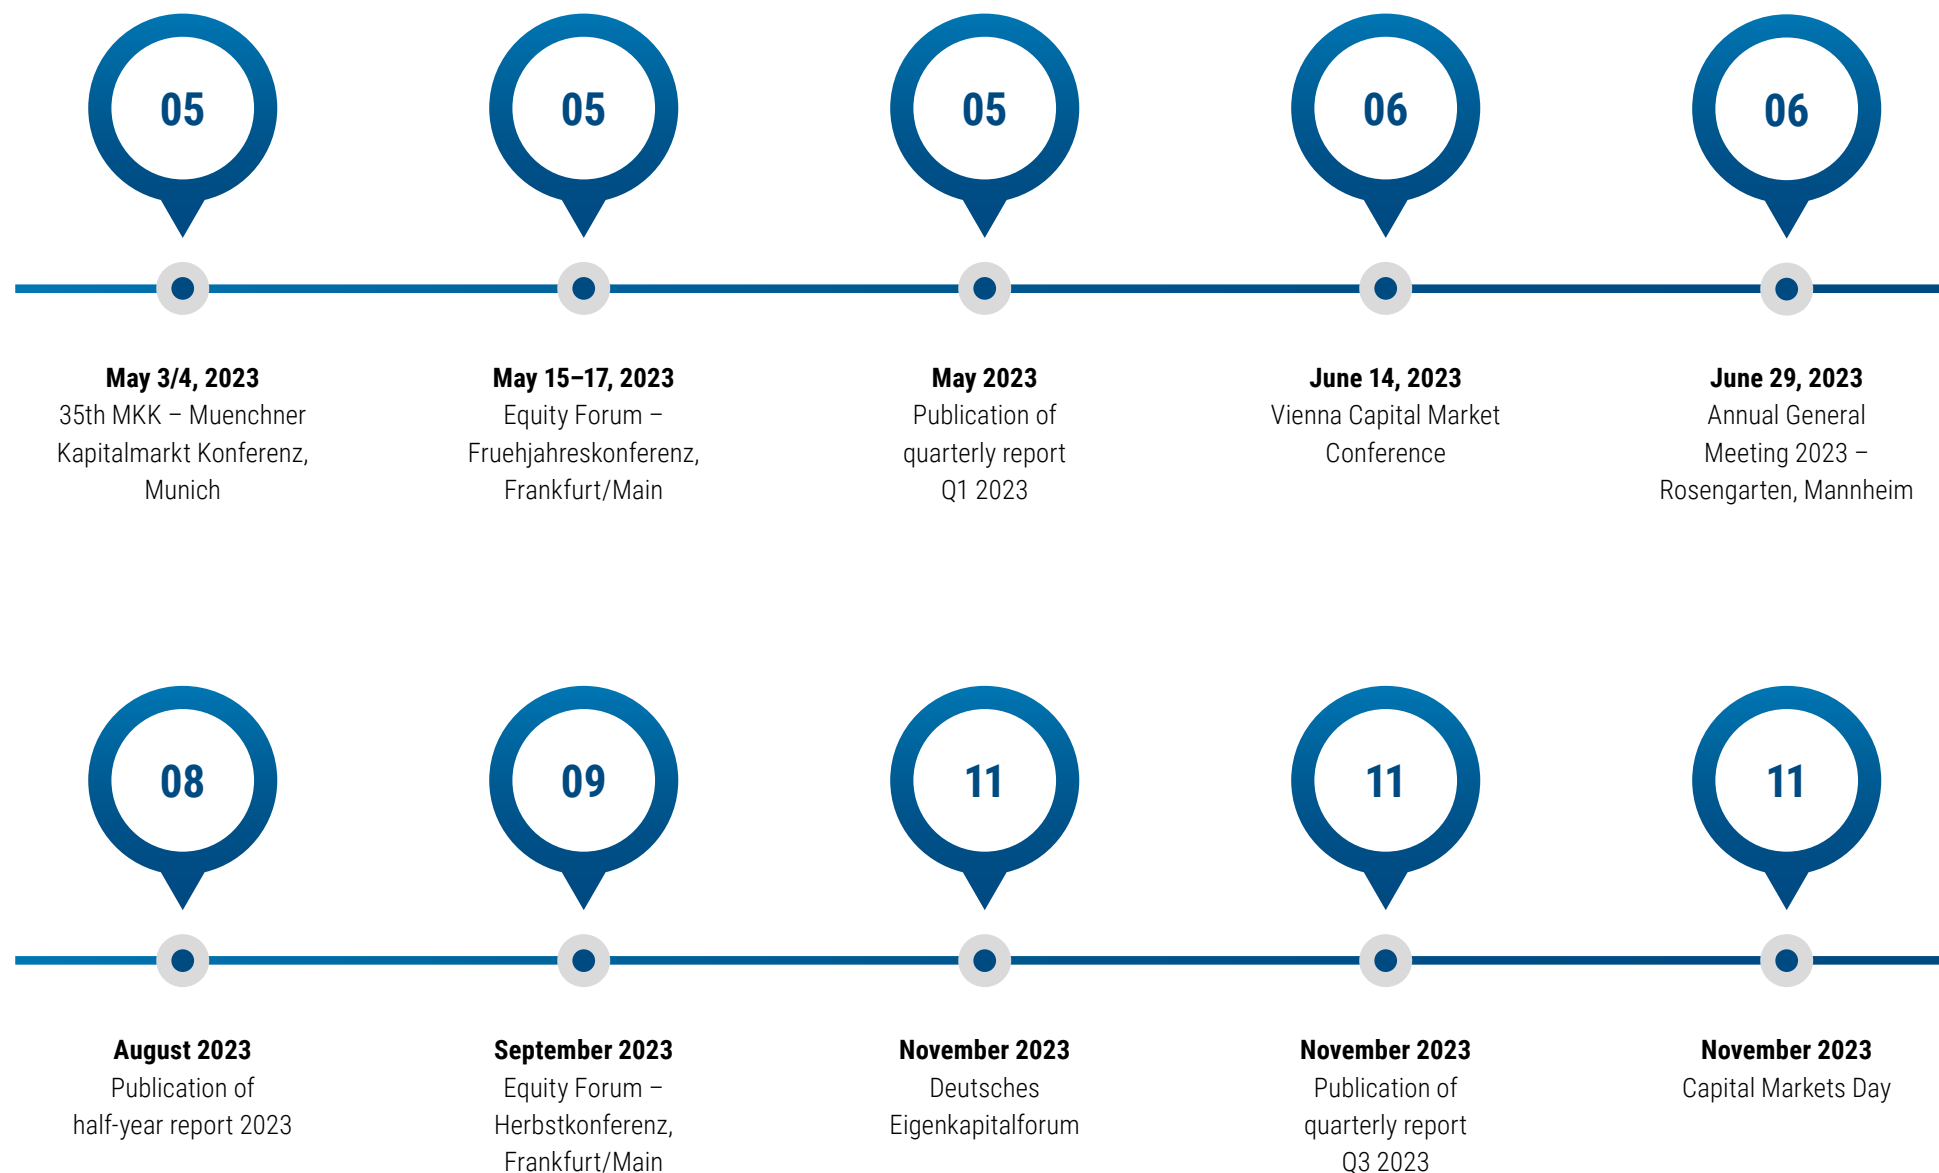 05
May 3/4, 2023
35th MKK – Muenchner
Kapitalmarkt Konferenz,
Munich
05
May 15–17, 2023
Equity Forum –
Fruehjahreskonferenz,
Frankfurt/Main
05
May 2023
Publication of
quarterly report
Q1 2023
06
June 14, 2023
Vienna Capital Market
Conference
06
June 29, 2023
Annual General
Meeting 2023 –
Rosengarten, Mannheim
08
August 2023
Publication of
half-year report 2023
09
September 2023
Equity Forum –
Herbstkonferenz,
Frankfurt/Main
11
November 2023
Deutsches
Eigenkapitalforum
11
November 2023
Publication of
quarterly report
Q3 2023
11
November 2023
Capital Markets Day